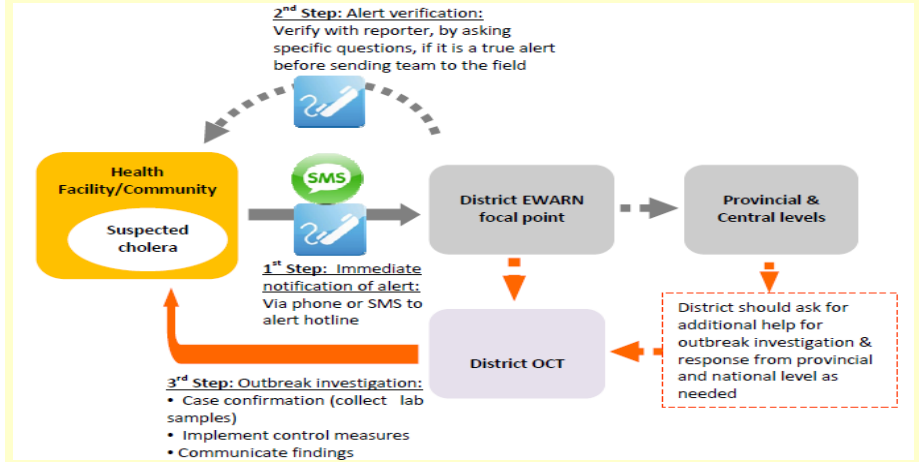 2nd Step: Alert verification:
Verify with reporter, by asking
specific questions, if it is a true alert
before sending team to the field
Health
Facility/Community
Suspected
cholera
SMS
District EWARN
focal point
Provincial &
Central levels
1st Step: Immediate
notification of alert:
Via phone or SMS to
alert hotline
District OCT
District should ask for
additional help for
outbreak investigation &
response from provincial
and national level as
needed
3rd Step: Outbreak investigation:
• Case confirmation (collect lab
samples)
• Implement control measures
• Communicate findings